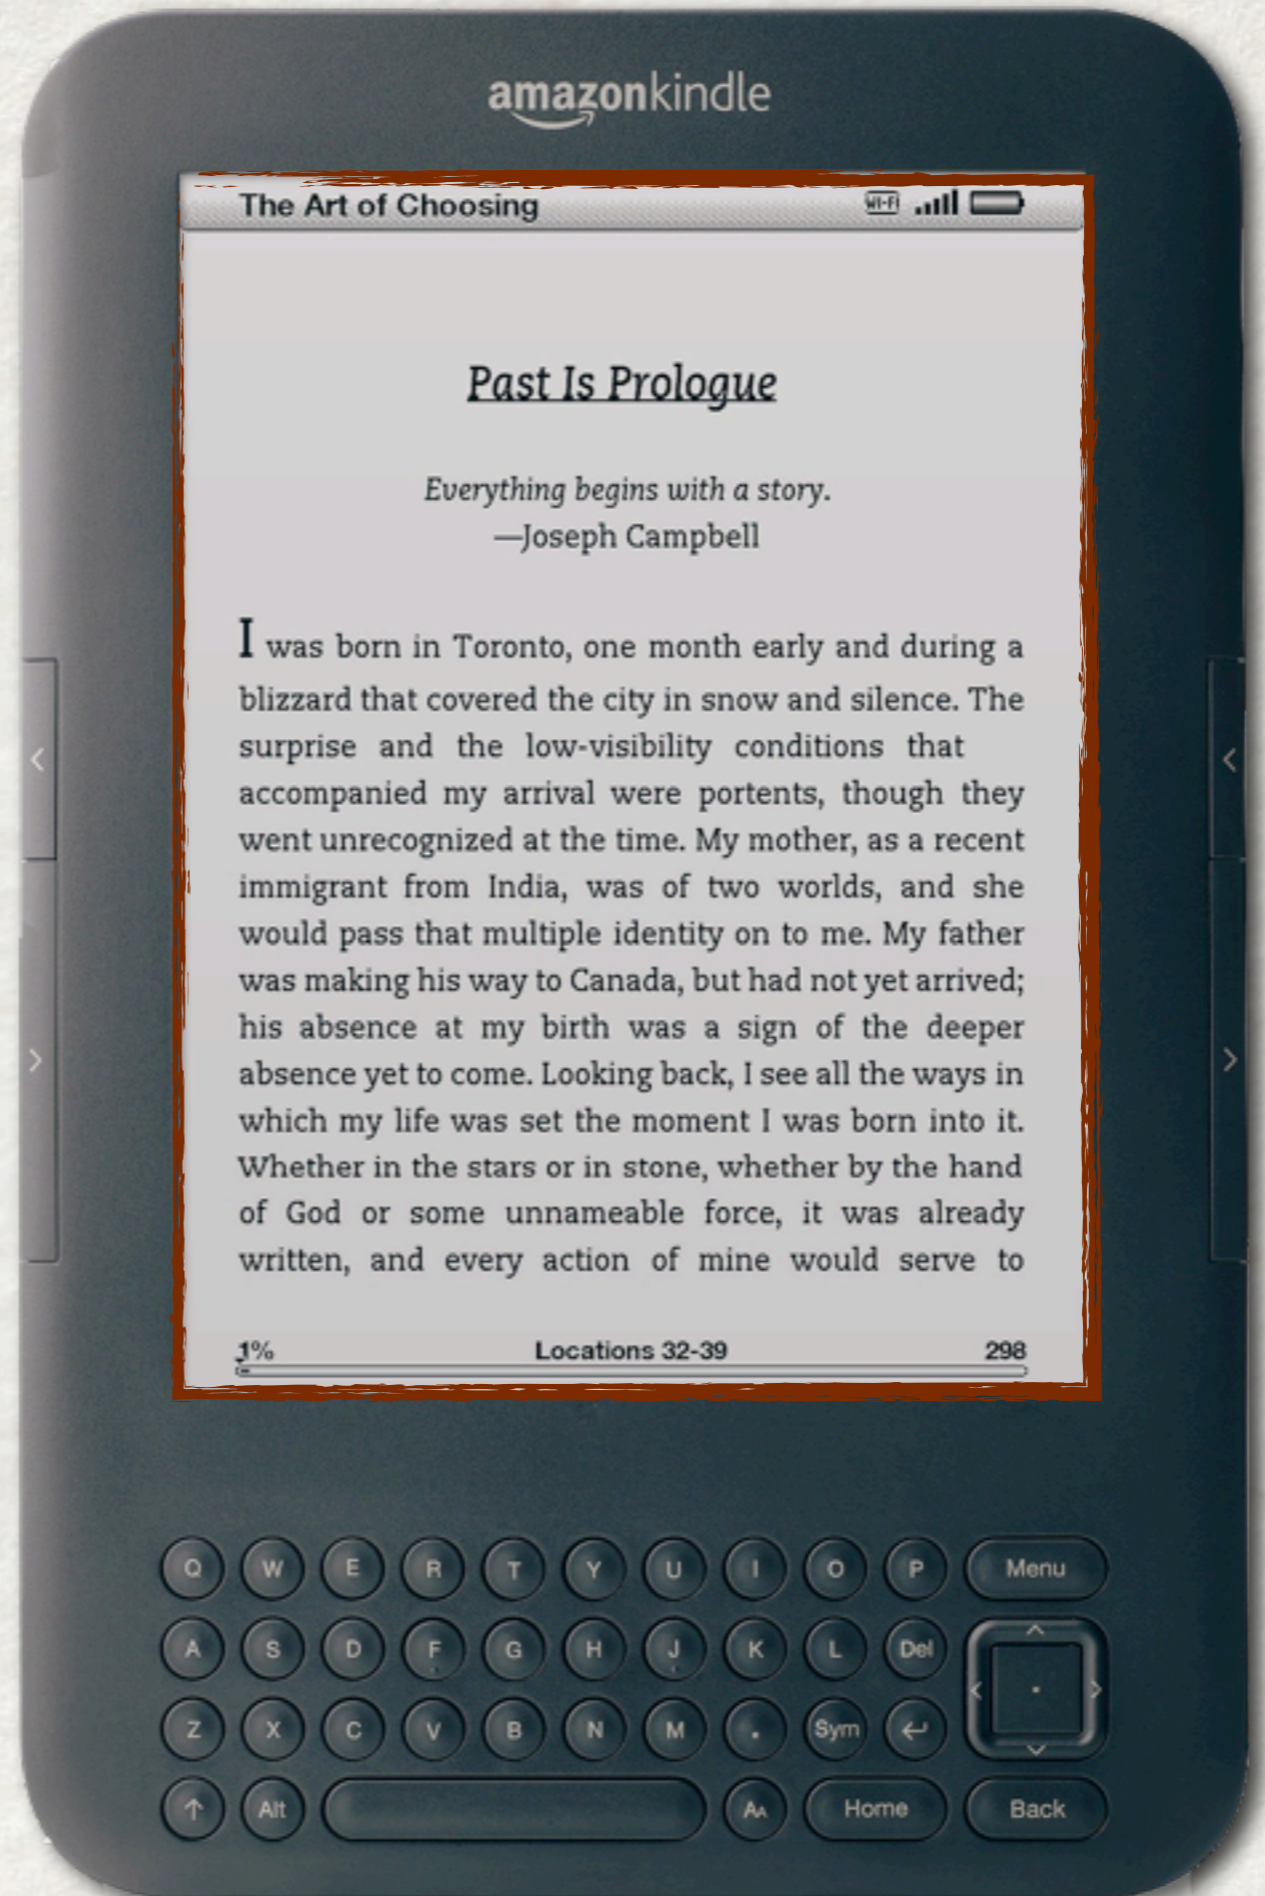 amazonkindle
The Art of Choosing
WI-FI
Past Is Prologue
Everything begins with a story.
—Joseph Campbell
I was born in Toronto, one month early and during a
blizzard that covered the city in snow and silence. The
surprise and the low-visibility conditions that
accompanied my arrival were portents, though they
went unrecognized at the time. My mother, as a recent
immigrant from India, was of two worlds, and she
would pass that multiple identity on to me. My father
was making his way to Canada, but had not yet arrived;
his absence at my birth was a sign of the deeper
absence yet to come. Looking back, I see all the ways in
which my life was set the moment I was born into it.
Whether in the stars or in stone, whether by the hand
of God or some unnameable force, it was already
written, and every action of mine would serve to
1% Locations 32-39 298
Q W E R T Y U I O P Menu
A S D F G H J K L Del
Z X C V B N M . Sym
Alt AA Home Back